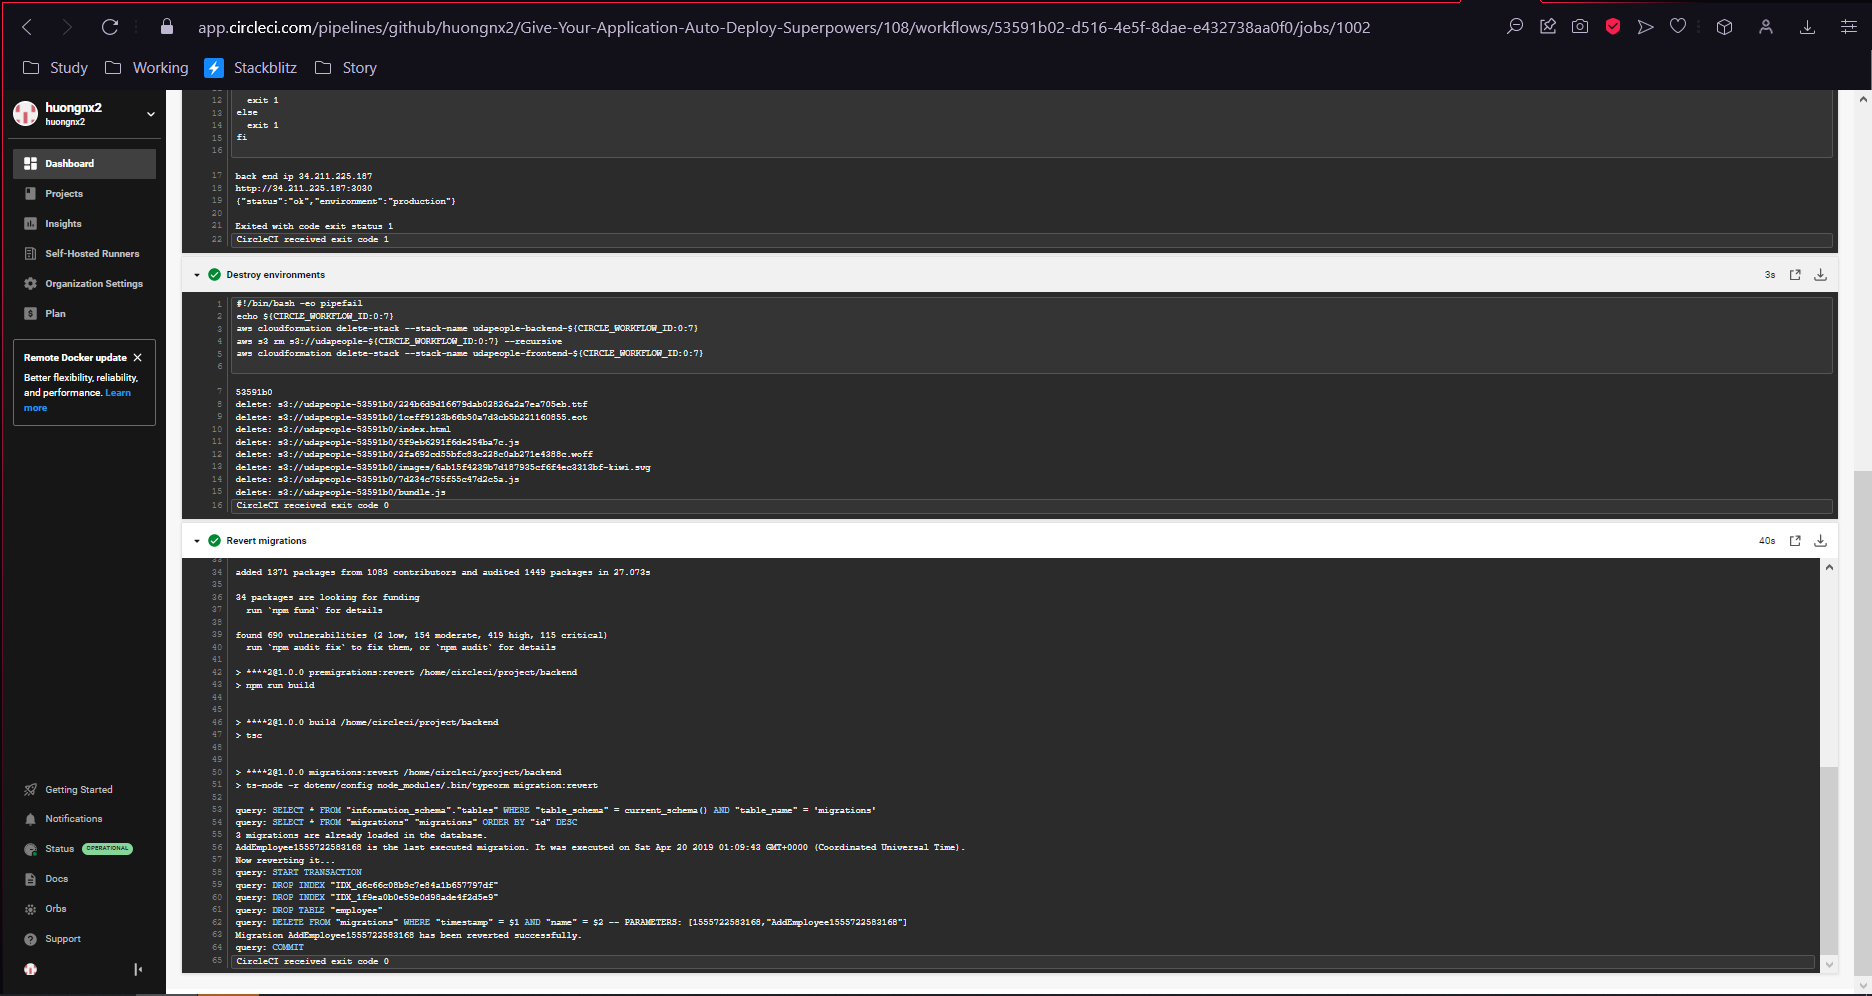 app.circleci.com/pipelines/github/huongnx2/Give-Your-Application-Auto-Deploy-Superpowers/108/workflows/53591b02-d516-4e5f-8dae-e432738aa0f0/jobs/1002
Study Working Stackblitz Story
huongnx2
huongnx2
Dashboard
Projects
Insights
Self-Hosted Runners
Organization Settings
Plan
Remote Docker update
Better flexibility, reliability,
and performance. Learn
more
Getting Started
Notifications
Status OPERATIONAL
Docs
Orbs
Support
12 exit 1
13 else
14 exit 1
15 fi
16
17 back end ip 34.211.225.187
18 http://34.211.225.187:3030
19 {"status":"ok","environment":"production"}
20
21 Exited with code exit status 1
22 CircleCI received exit code 1
Destroy environments 3s
1 #!/bin/bash -eo pipefail
2 echo ${CIRCLE_WORKFLOW_ID:0:7}
3 aws cloudformation delete-stack --stack-name udapeople-backend-${CIRCLE_WORKFLOW_ID:0:7}
4 aws s3 rm s3://udapeople-${CIRCLE_WORKFLOW_ID:0:7} --recursive
5 aws cloudformation delete-stack --stack-name udapeople-frontend-${CIRCLE_WORKFLOW_ID:0:7}
6
7 53591b0
8 delete: s3://udapeople-53591b0/224b6d9d16679dab02826a2a7ea705eb.ttf
9 delete: s3://udapeople-53591b0/1ceff9123b66b50a7d3cb5b221160855.eot
10 delete: s3://udapeople-53591b0/index.html
11 delete: s3://udapeople-53591b0/5f9eb6291f6de254ba7c.js
12 delete: s3://udapeople-53591b0/2fa692cd55bfc83c228c0ab271e4388c.woff
13 delete: s3://udapeople-53591b0/images/6ab15f4239b7d187935cf6f4ec3313bf-kiwi.svg
14 delete: s3://udapeople-53591b0/7d234c755f55c47d2c5a.js
15 delete: s3://udapeople-53591b0/bundle.js
16 CircleCI received exit code 0
Revert migrations 40s
33
34 added 1371 packages from 1083 contributors and audited 1449 packages in 27.073s
35
36 34 packages are looking for funding
37 run `npm fund` for details
38
39 found 690 vulnerabilities (2 low, 154 moderate, 419 high, 115 critical)
40 run `npm audit fix` to fix them, or `npm audit` for details
41
42 > ****2@1.0.0 premigrations:revert /home/circleci/project/backend
43 > npm run build
44
45
46 > ****2@1.0.0 build /home/circleci/project/backend
47 > tsc
48
49
50 > ****2@1.0.0 migrations:revert /home/circleci/project/backend
51 > ts-node -r dotenv/config node_modules/.bin/typeorm migration:revert
52
53 query: SELECT * FROM "information_schema"."tables" WHERE "table_schema" = current_schema() AND "table_name" = 'migrations'
54 query: SELECT * FROM "migrations" "migrations" ORDER BY "id" DESC
55 3 migrations are already loaded in the database.
56 AddEmployee1555722583168 is the last executed migration. It was executed on Sat Apr 20 2019 01:09:43 GMT+0000 (Coordinated Universal Time).
57 Now reverting it...
58 query: START TRANSACTION
59 query: DROP INDEX "IDX_d6c66c08b9c7e84a1b657797df"
60 query: DROP INDEX "IDX_1f9ea0b0e59e0d98ade4f2d5e9"
61 query: DROP TABLE "employee"
62 query: DELETE FROM "migrations" WHERE "timestamp" = $1 AND "name" = $2 -- PARAMETERS: [1555722583168,"AddEmployee1555722583168"]
63 Migration AddEmployee1555722583168 has been reverted successfully.
64 query: COMMIT
65 CircleCI received exit code 0